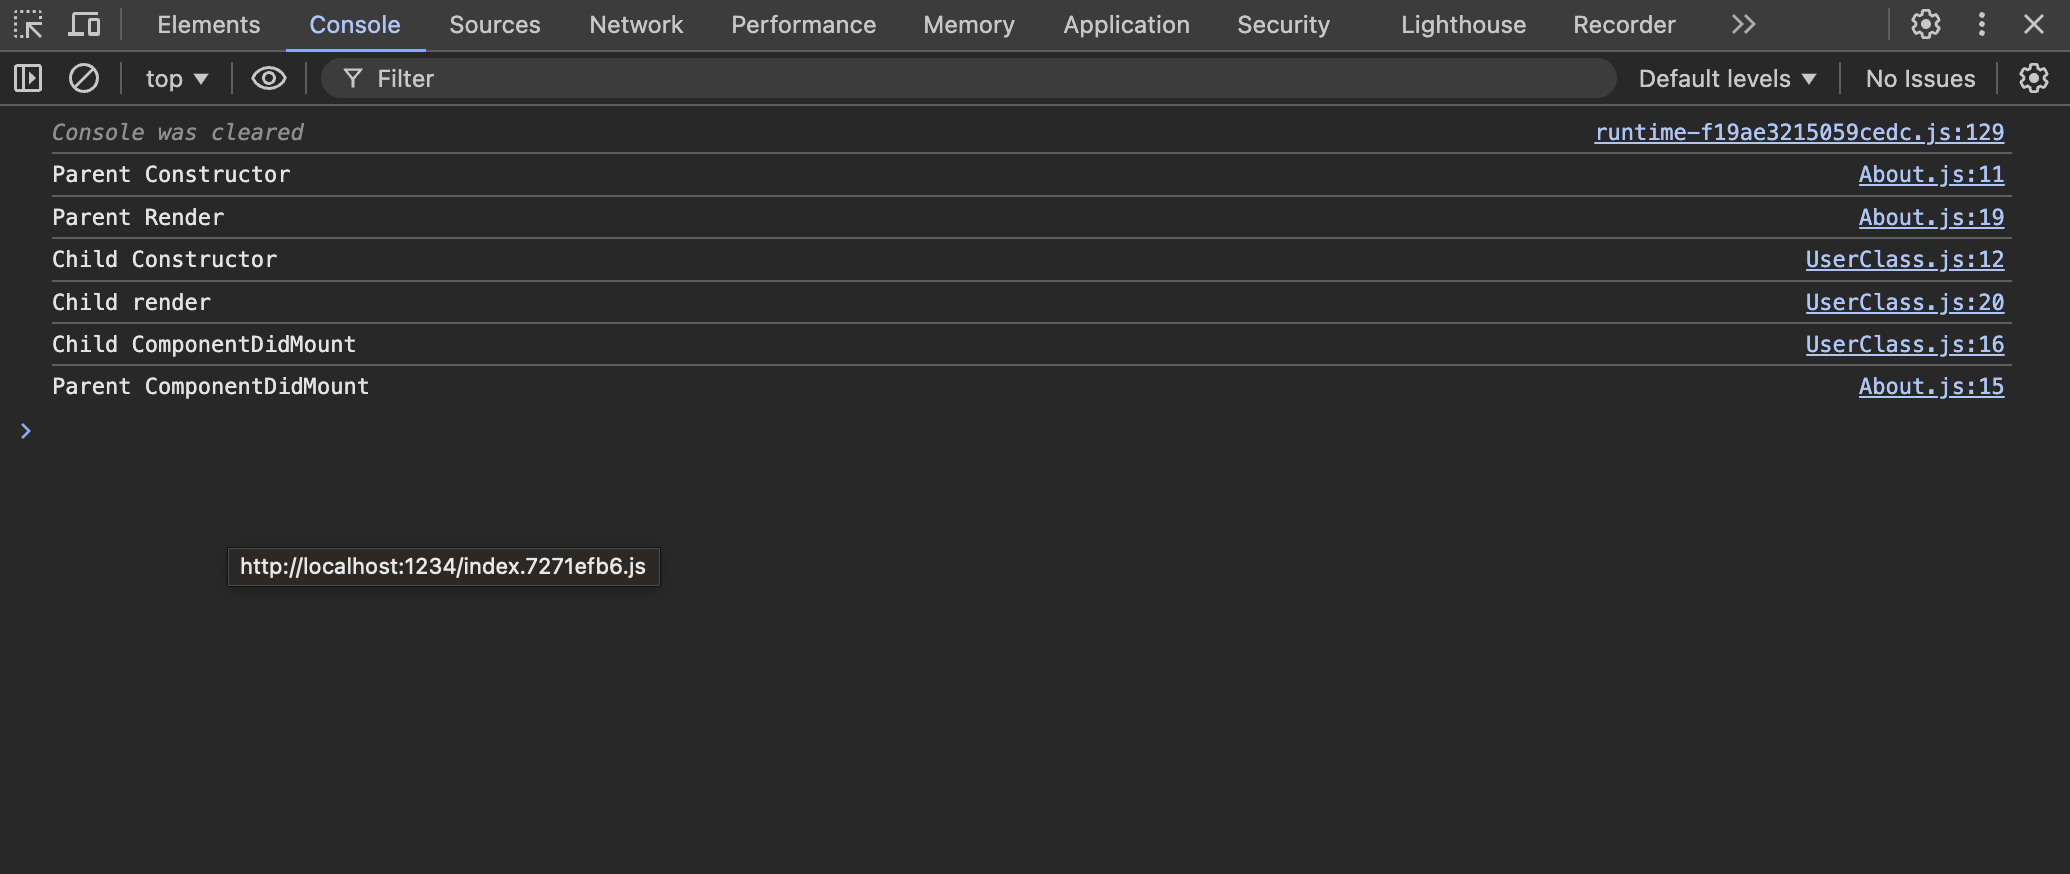 Elements Console Sources Network Performance Memory Application Security Lighthouse Recorder
top Filter Default levels No Issues
Console was cleared runtime-f19ae3215059cedc.js:129
Parent Constructor About.js:11
Parent Render About.js:19
Child Constructor UserClass.js:12
Child render UserClass.js:20
Child ComponentDidMount UserClass.js:16
Parent ComponentDidMount About.js:15
http://localhost:1234/index.7271efb6.js